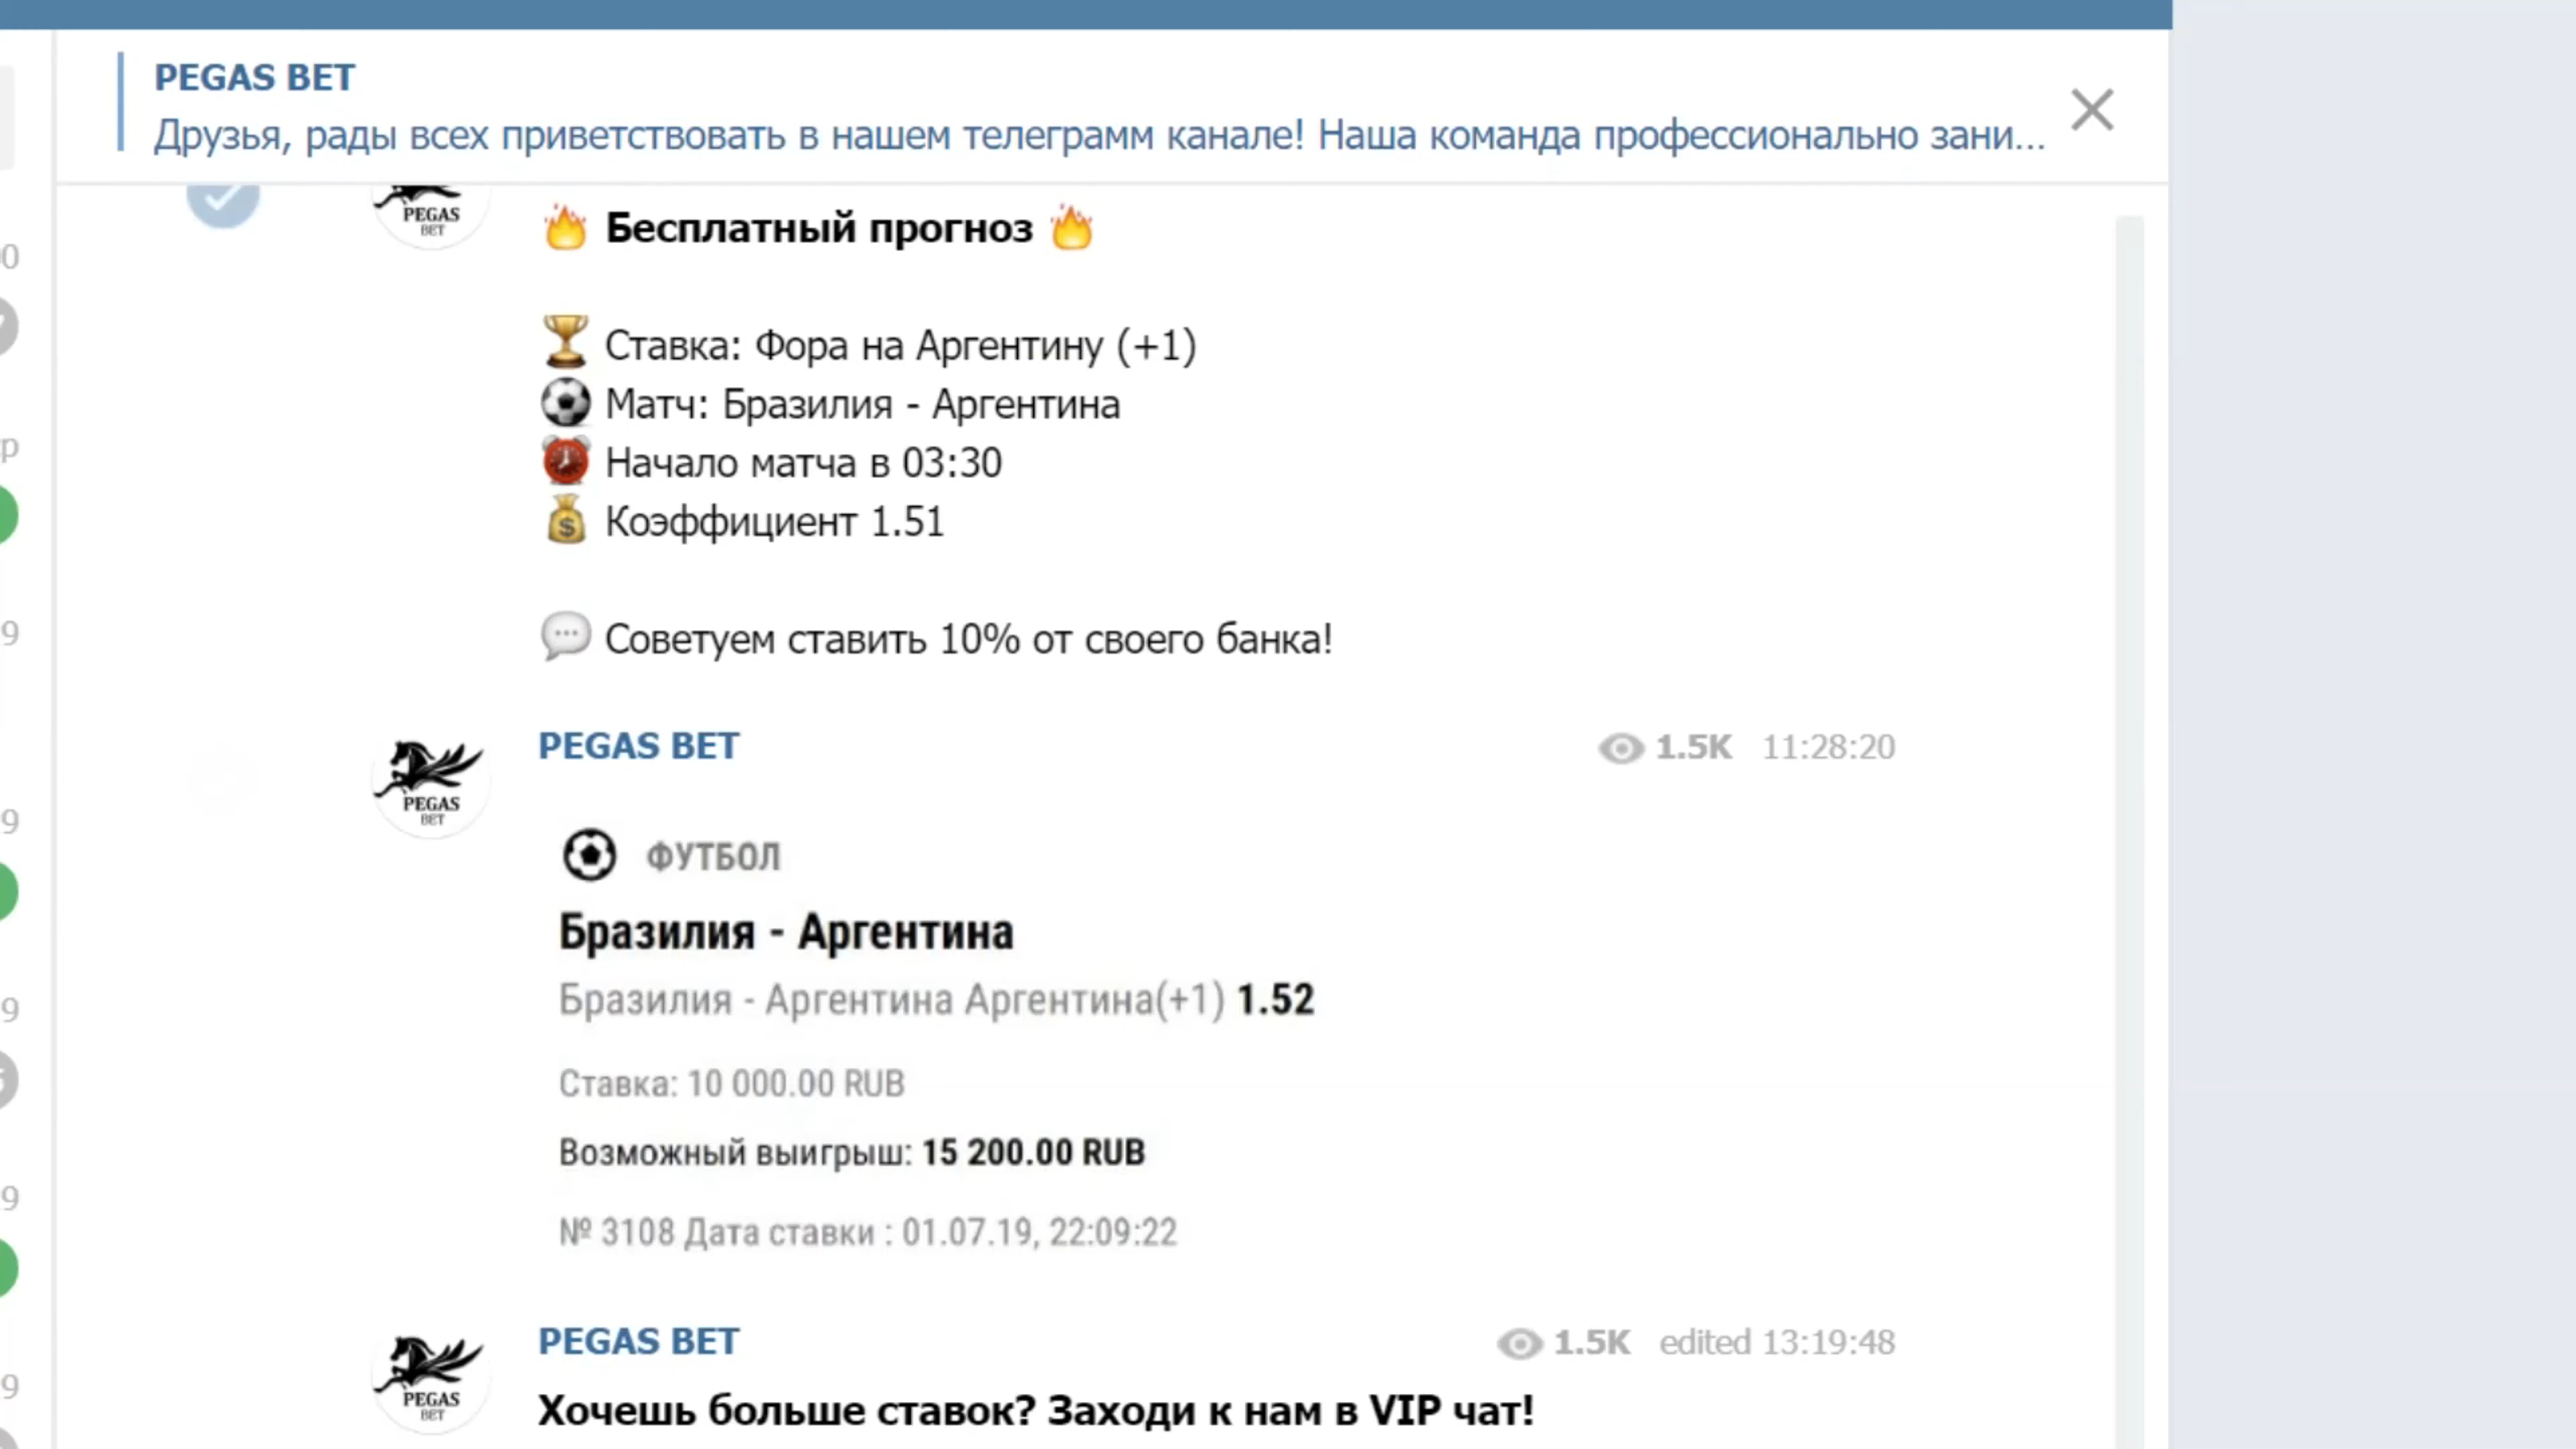 PEGAS BET
Друзья, рады всех приветствовать в нашем телеграмм канале! Наша команда профессионально зани...
PEGAS
BET
🔥 Бесплатный прогноз 🔥
🏆 Ставка: Фора на Аргентину (+1)
⚽ Матч: Бразилия - Аргентина
⏰ Начало матча в 03:30
💰 Коэффициент 1.51
💬 Советуем ставить 10% от своего банка!
PEGAS BET 1.5K 11:28:20
PEGAS
BET
ФУТБОЛ
Бразилия - Аргентина
Бразилия - Аргентина Аргентина(+1) 1.52
Ставка: 10 000.00 RUB
Возможный выигрыш: 15 200.00 RUB
№ 3108 Дата ставки : 01.07.19, 22:09:22
PEGAS BET 1.5K edited 13:19:48
PEGAS
BET
Хочешь больше ставок? Заходи к нам в VIP чат!